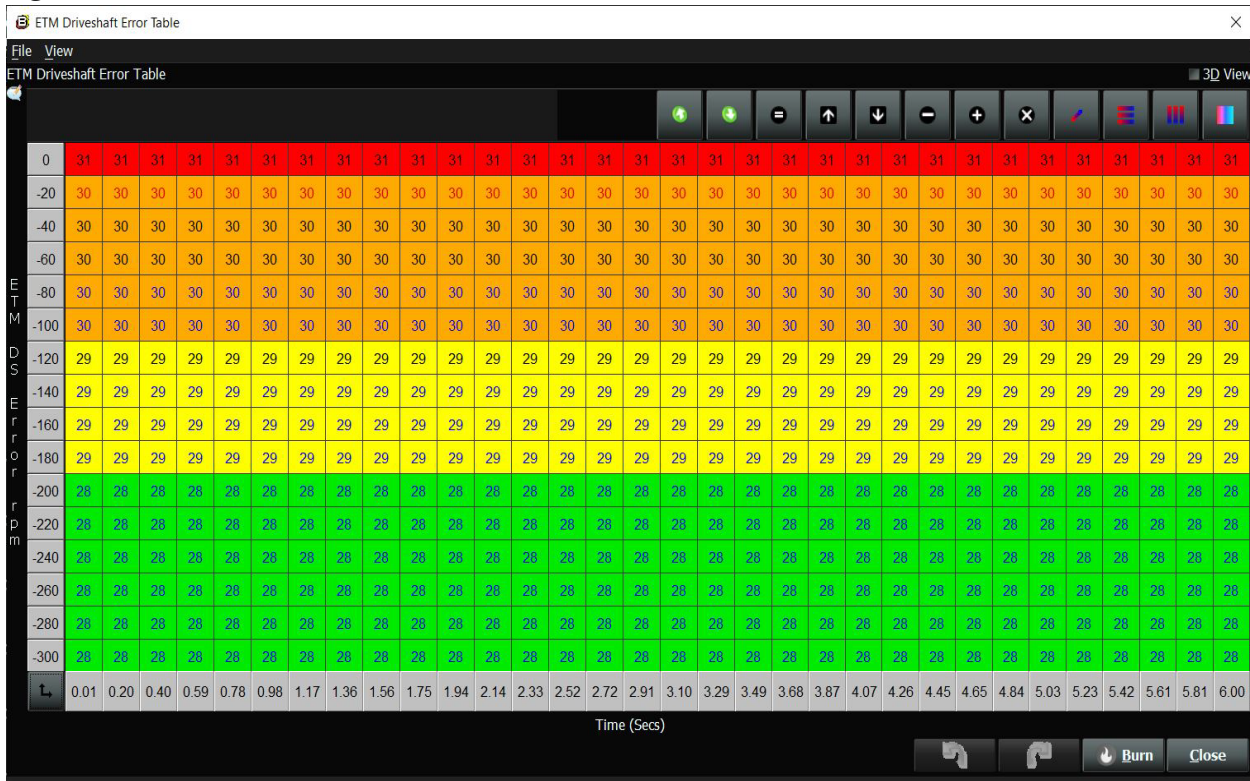 ETM Driveshaft Error Table
File View
ETM Driveshaft Error Table 3D View
0 31 31 31 31 31 31 31 31 31 31 31 31 31 31 31 31 31 31 31 31 31 31 31 31 31 31 31 31 31 31 31 31
-20 30 30 30 30 30 30 30 30 30 30 30 30 30 30 30 30 30 30 30 30 30 30 30 30 30 30 30 30 30 30 30 30
-40 30 30 30 30 30 30 30 30 30 30 30 30 30 30 30 30 30 30 30 30 30 30 30 30 30 30 30 30 30 30 30 30
-60 30 30 30 30 30 30 30 30 30 30 30 30 30 30 30 30 30 30 30 30 30 30 30 30 30 30 30 30 30 30 30 30
-80 30 30 30 30 30 30 30 30 30 30 30 30 30 30 30 30 30 30 30 30 30 30 30 30 30 30 30 30 30 30 30 30
-100 30 30 30 30 30 30 30 30 30 30 30 30 30 30 30 30 30 30 30 30 30 30 30 30 30 30 30 30 30 30 30 30
-120 29 29 29 29 29 29 29 29 29 29 29 29 29 29 29 29 29 29 29 29 29 29 29 29 29 29 29 29 29 29 29 29
-140 29 29 29 29 29 29 29 29 29 29 29 29 29 29 29 29 29 29 29 29 29 29 29 29 29 29 29 29 29 29 29 29
-160 29 29 29 29 29 29 29 29 29 29 29 29 29 29 29 29 29 29 29 29 29 29 29 29 29 29 29 29 29 29 29 29
-180 29 29 29 29 29 29 29 29 29 29 29 29 29 29 29 29 29 29 29 29 29 29 29 29 29 29 29 29 29 29 29 29
-200 28 28 28 28 28 28 28 28 28 28 28 28 28 28 28 28 28 28 28 28 28 28 28 28 28 28 28 28 28 28 28 28
-220 28 28 28 28 28 28 28 28 28 28 28 28 28 28 28 28 28 28 28 28 28 28 28 28 28 28 28 28 28 28 28 28
-240 28 28 28 28 28 28 28 28 28 28 28 28 28 28 28 28 28 28 28 28 28 28 28 28 28 28 28 28 28 28 28 28
-260 28 28 28 28 28 28 28 28 28 28 28 28 28 28 28 28 28 28 28 28 28 28 28 28 28 28 28 28 28 28 28 28
-280 28 28 28 28 28 28 28 28 28 28 28 28 28 28 28 28 28 28 28 28 28 28 28 28 28 28 28 28 28 28 28 28
-300 28 28 28 28 28 28 28 28 28 28 28 28 28 28 28 28 28 28 28 28 28 28 28 28 28 28 28 28 28 28 28 28
ETM DS Error rpm
0.01 0.20 0.40 0.59 0.78 0.98 1.17 1.36 1.56 1.75 1.94 2.14 2.33 2.52 2.72 2.91 3.10 3.29 3.49 3.68 3.87 4.07 4.26 4.45 4.65 4.84 5.03 5.23 5.42 5.61 5.81 6.00
Time (Secs)
Burn Close